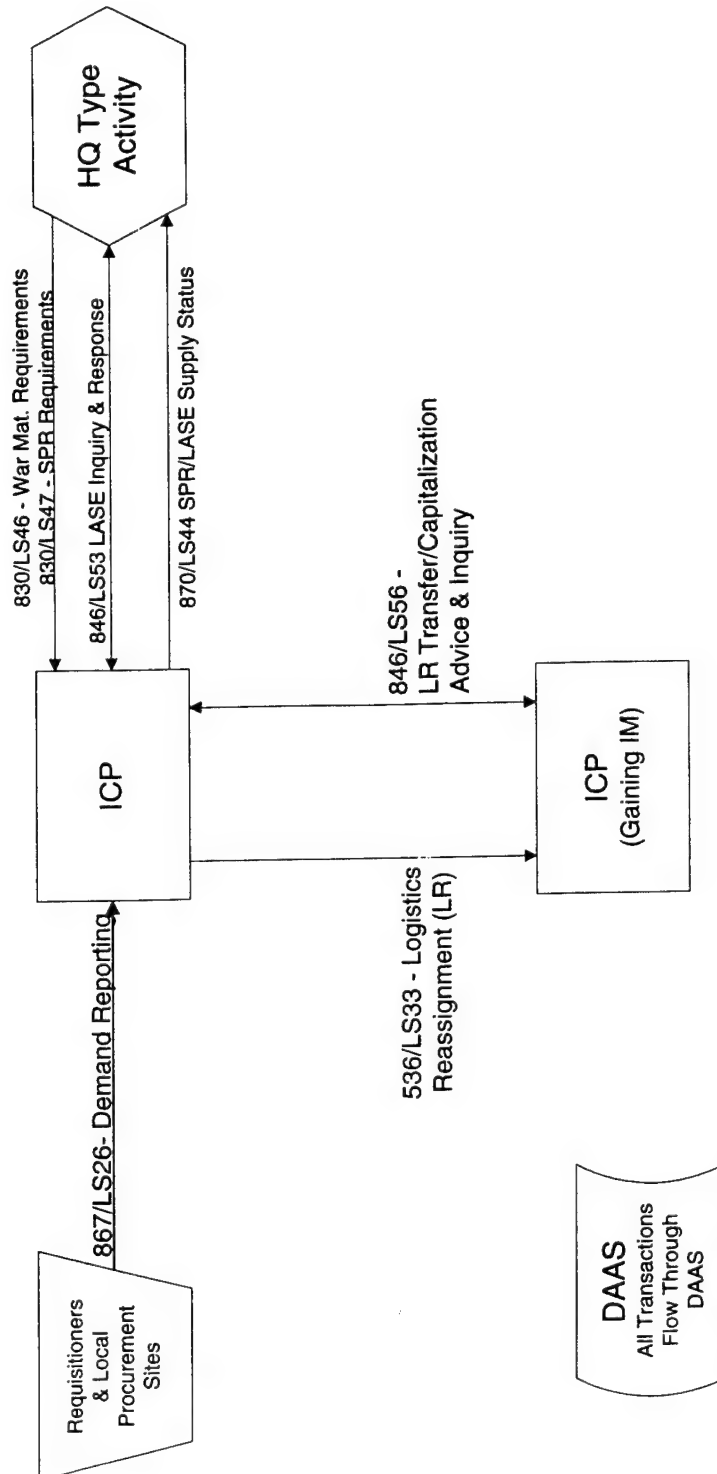 Requisitioners
& Local
Procurement
Sites
867/LS26- Demand Reporting
ICP
830/LS46 - War Mat. Requirements
830/LS47 - SPR Requirements
846/LS53 LASE Inquiry & Response
870/LS44 SPR/LASE Supply Status
HQ Type
Activity
536/LS33 - Logistics
Reassignment (LR)
846/LS56 -
LR Transfer/Capitalization
Advice & Inquiry
ICP
(Gaining IM)
DAAS
All Transactions
Flow Through
DAAS